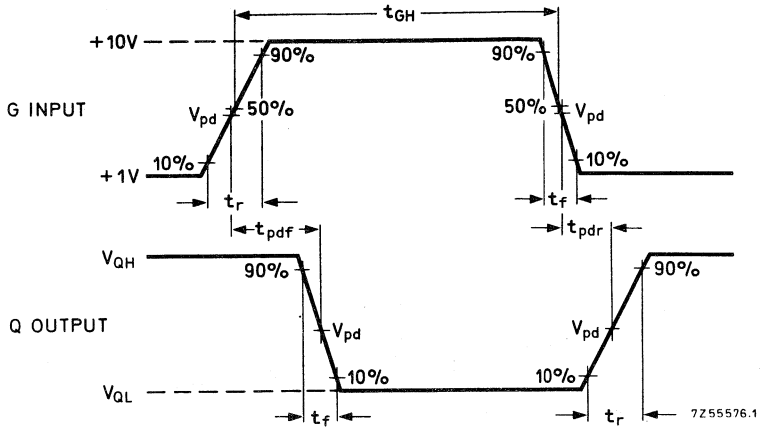 tGH
+10V
90%
90%
G INPUT
Vpd
50%
50%
Vpd
10%
10%
+1V
tr
tf
tpdf
tpdr
VQH
90%
90%
Q OUTPUT
Vpd
Vpd
10%
10%
VQL
tf
tr
7Z55576.1